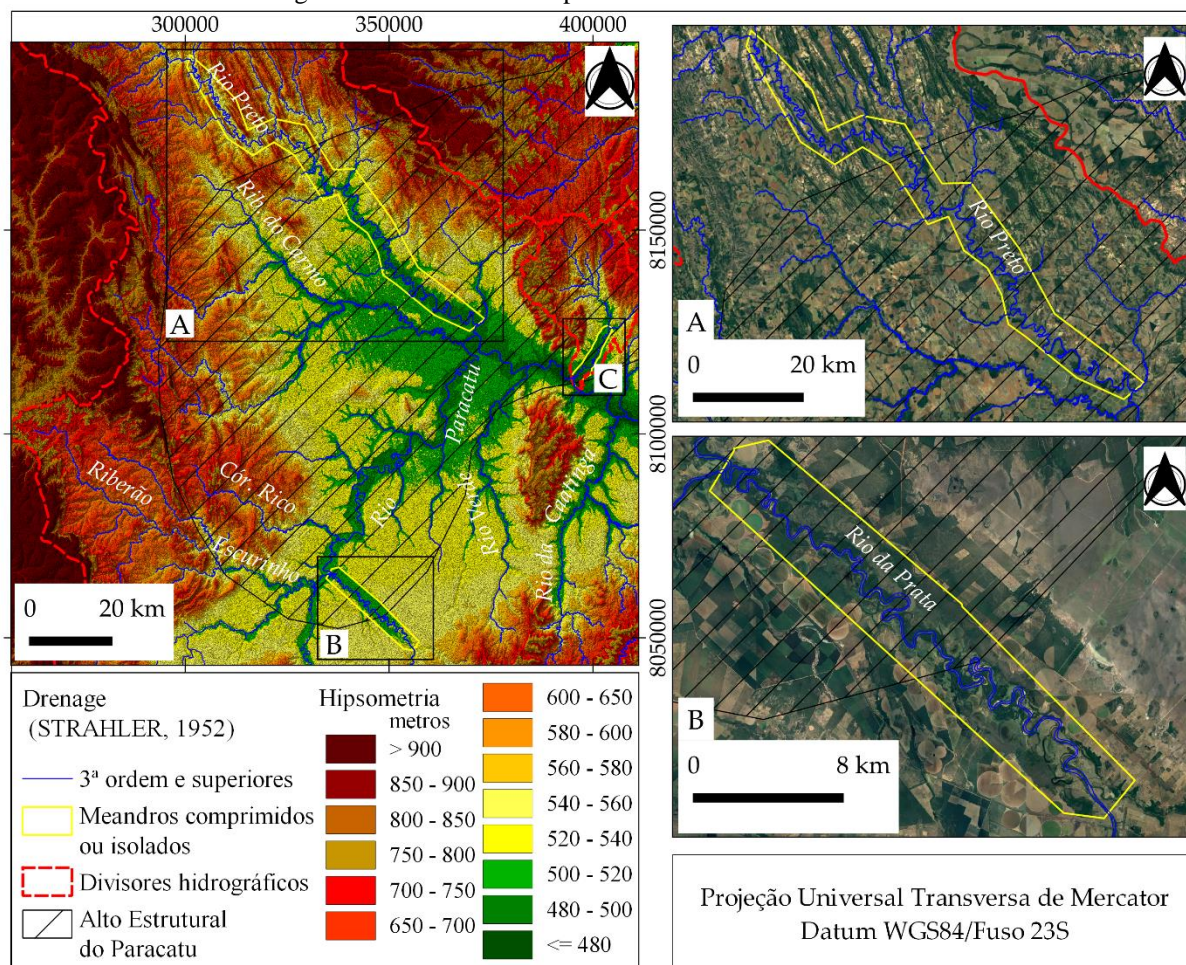 300000
350000
400000
Rio Preto
Rib. do Carmo
A
C
8150000
8100000
8050000
Paracatu
Rio
Rio Verde
Rio da Caatinga
Riberão
Escurinho
Cór. Rico
B
0 20 km
Rio Preto
A
0 20 km
Rio da Prata
B
0 8 km
Drenage
(STRAHLER, 1952)
3ª ordem e superiores
Meandros comprimidos
ou isolados
Divisores hidrográficos
Alto Estrutural
do Paracatu
Hipsometria
metros
> 900
850 - 900
800 - 850
750 - 800
700 - 750
650 - 700
600 - 650
580 - 600
560 - 580
540 - 560
520 - 540
500 - 520
480 - 500
<= 480
Projeção Universal Transversa de Mercator
Datum WGS84/Fuso 23S